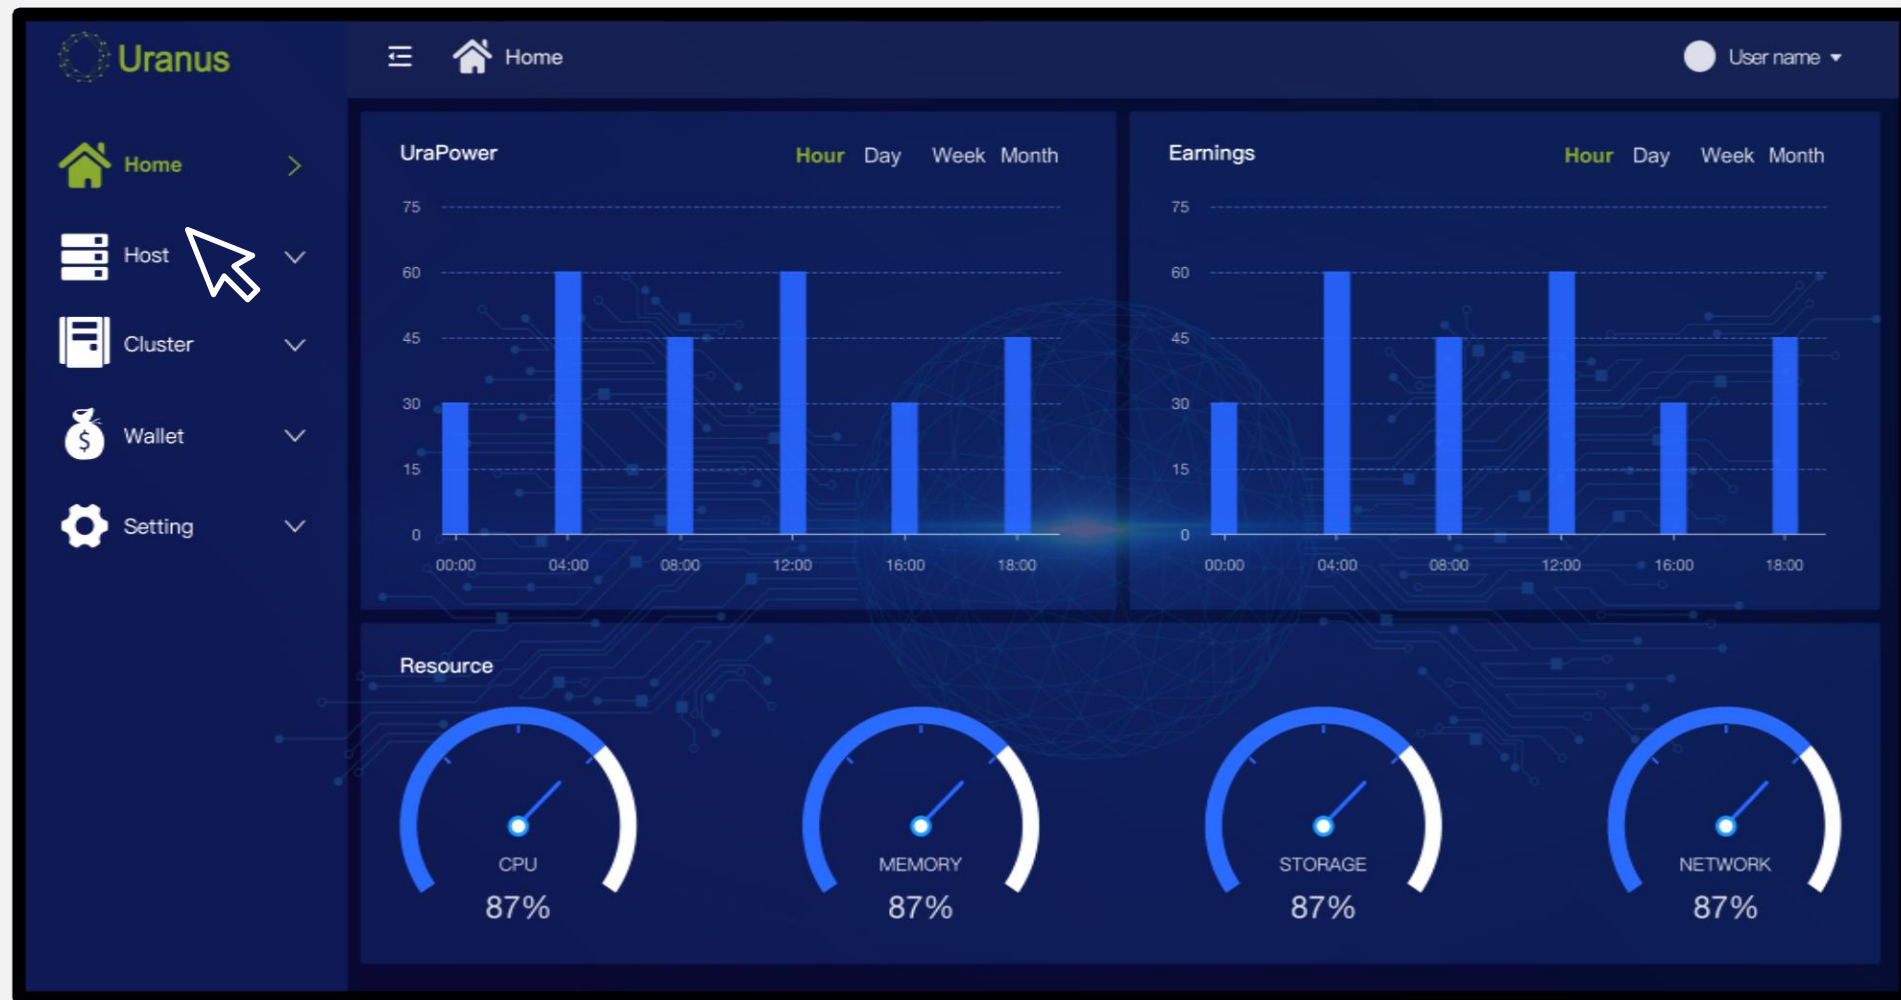 Uranus
Home
User name
Home
Host
Cluster
Wallet
$
Setting
UraPower
Hour Day Week Month
75
60
45
30
15
0
00:00 04:00 08:00 12:00 16:00 18:00
Earnings
Hour Day Week Month
75
60
45
30
15
0
00:00 04:00 08:00 12:00 16:00 18:00
Resource
CPU
87%
MEMORY
87%
STORAGE
87%
NETWORK
87%